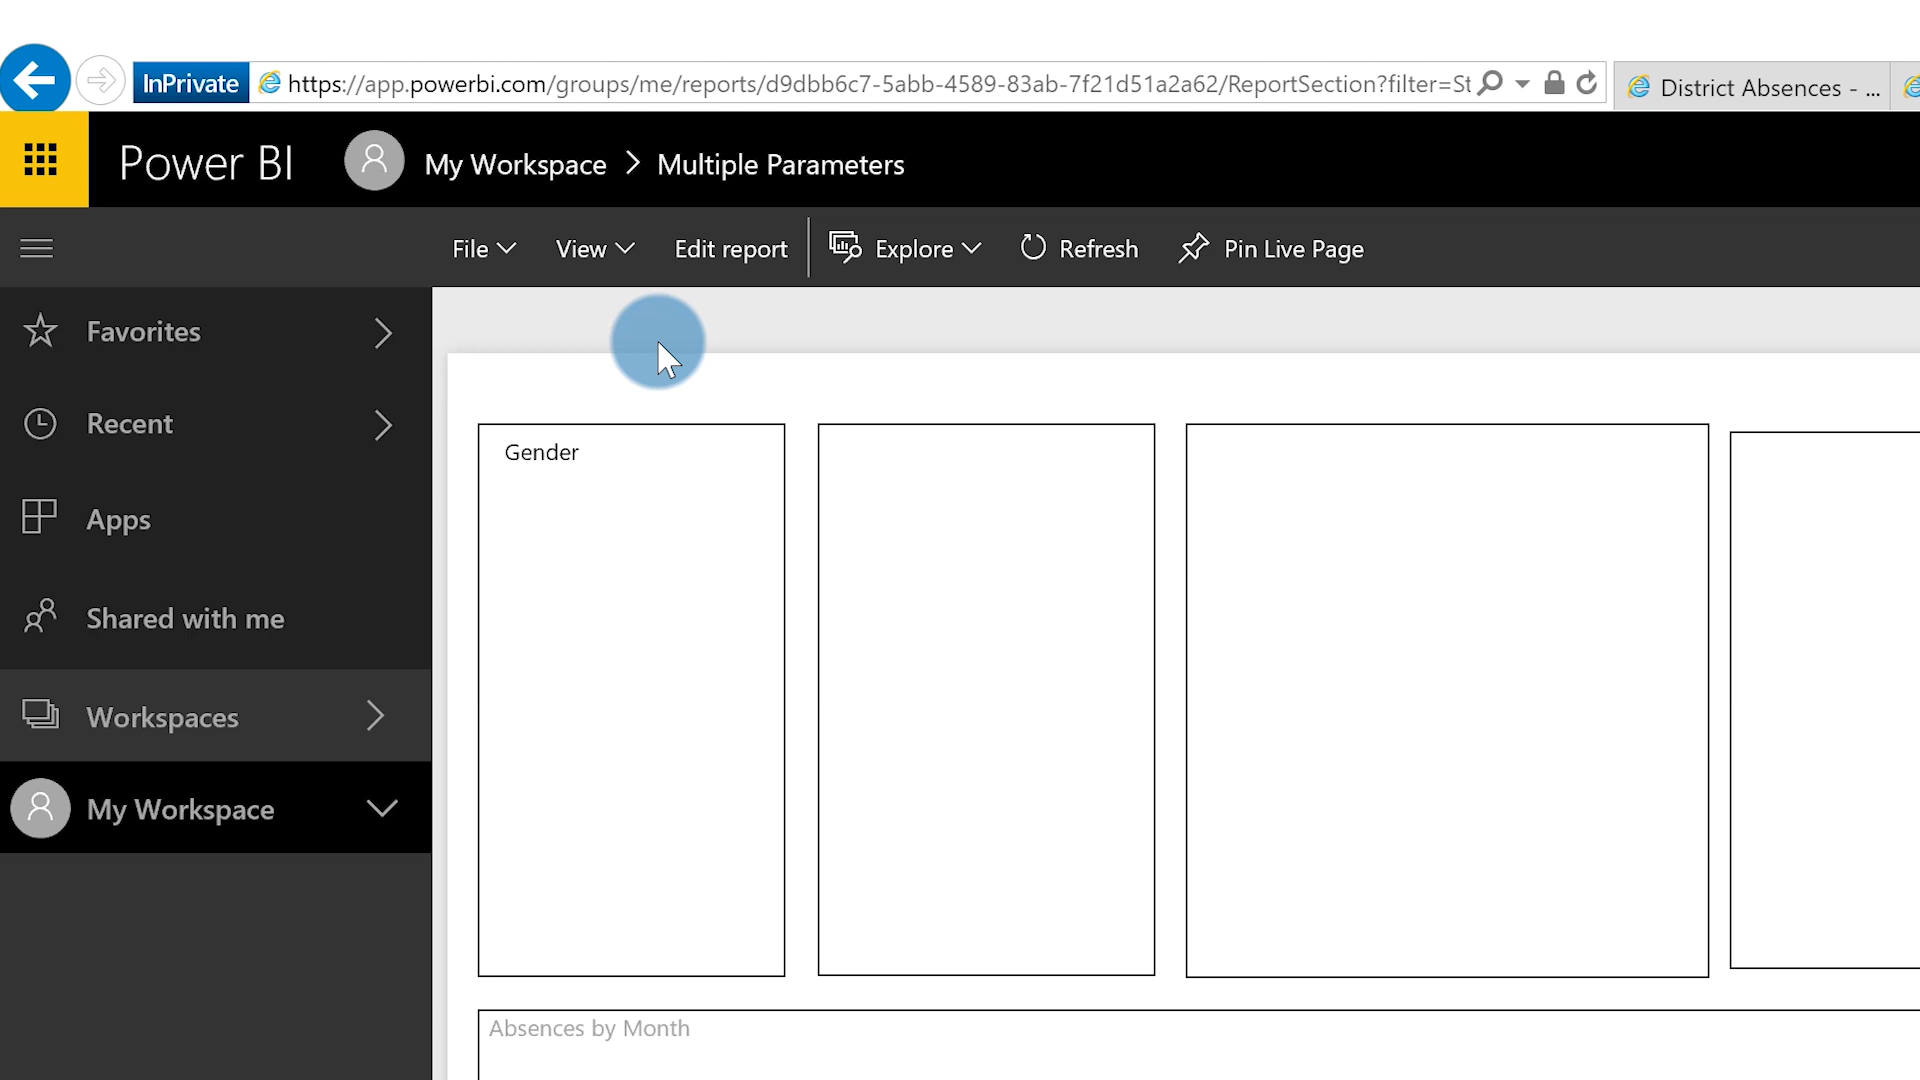 InPrivate
https://app.powerbi.com/groups/me/reports/d9dbb6c7-5abb-4589-83ab-7f21d51a2a62/ReportSection?filter=St
District Absences - ...
Power BI
My Workspace > Multiple Parameters
File
View
Edit report
Explore
Refresh
Pin Live Page
Favorites
Recent
Apps
Shared with me
Workspaces
My Workspace
Gender
Absences by Month